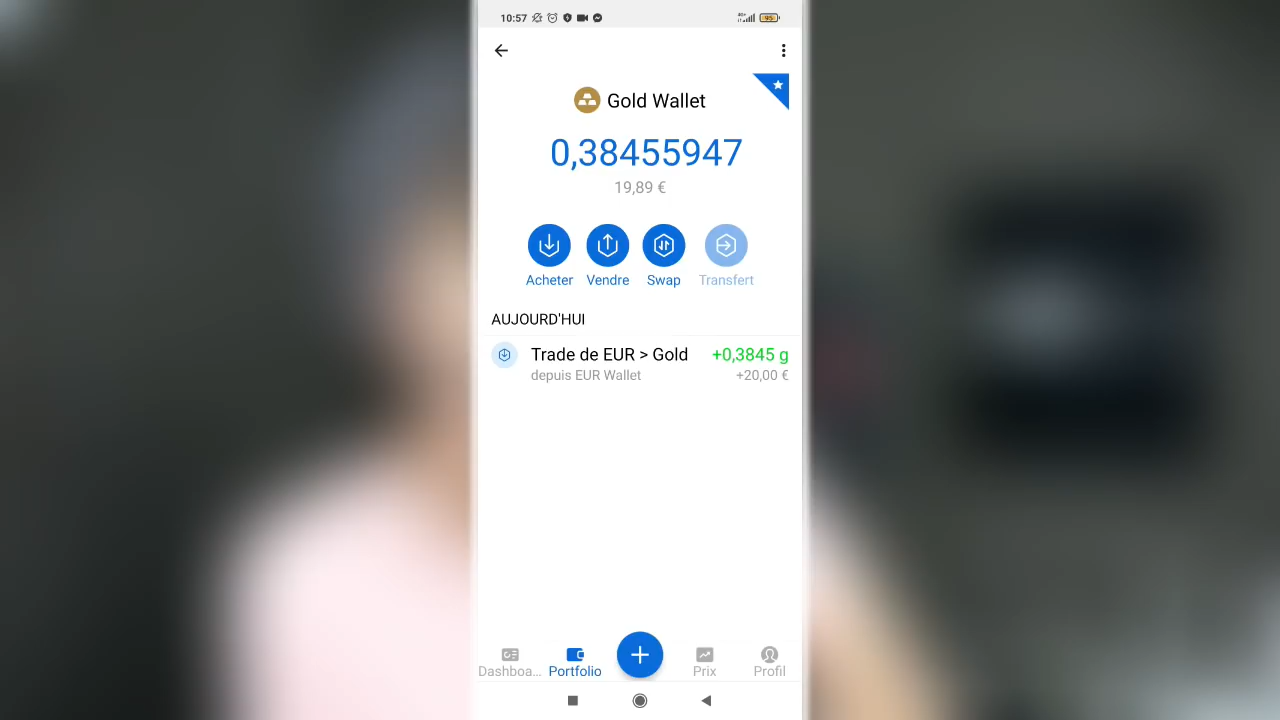 10:57
95
Gold Wallet
0,38455947
19,89 €
Acheter Vendre Swap Transfert
AUJOURD'HUI
Trade de EUR > Gold +0,3845 g
depuis EUR Wallet +20,00 €
Dashboa... Portfolio Prix Profil